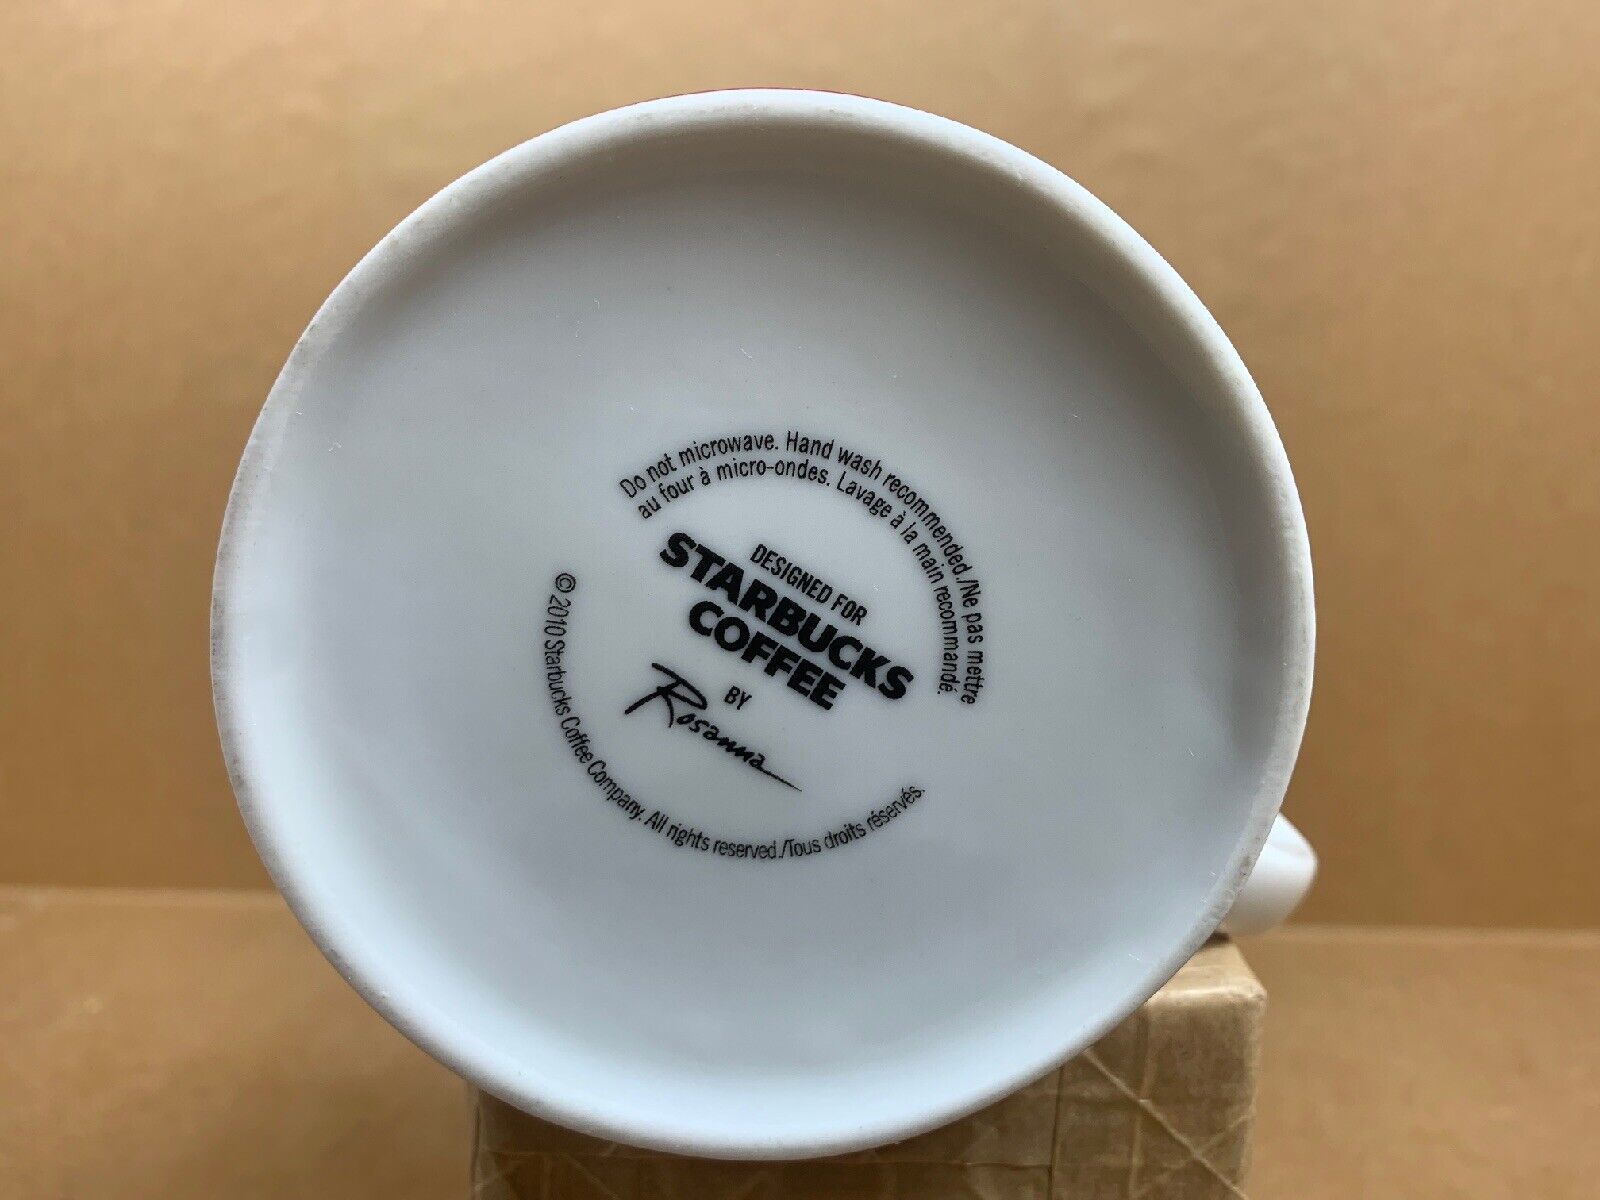 Do not microwave. Hand wash recommended./Ne pas mettre
au four à micro-ondes. Lavage à la main recommandé.
DESIGNED FOR
STARBUCKS
COFFEE
BY
Rosanna
© 2010 Starbucks Coffee Company. All rights reserved./Tous droits réservés.